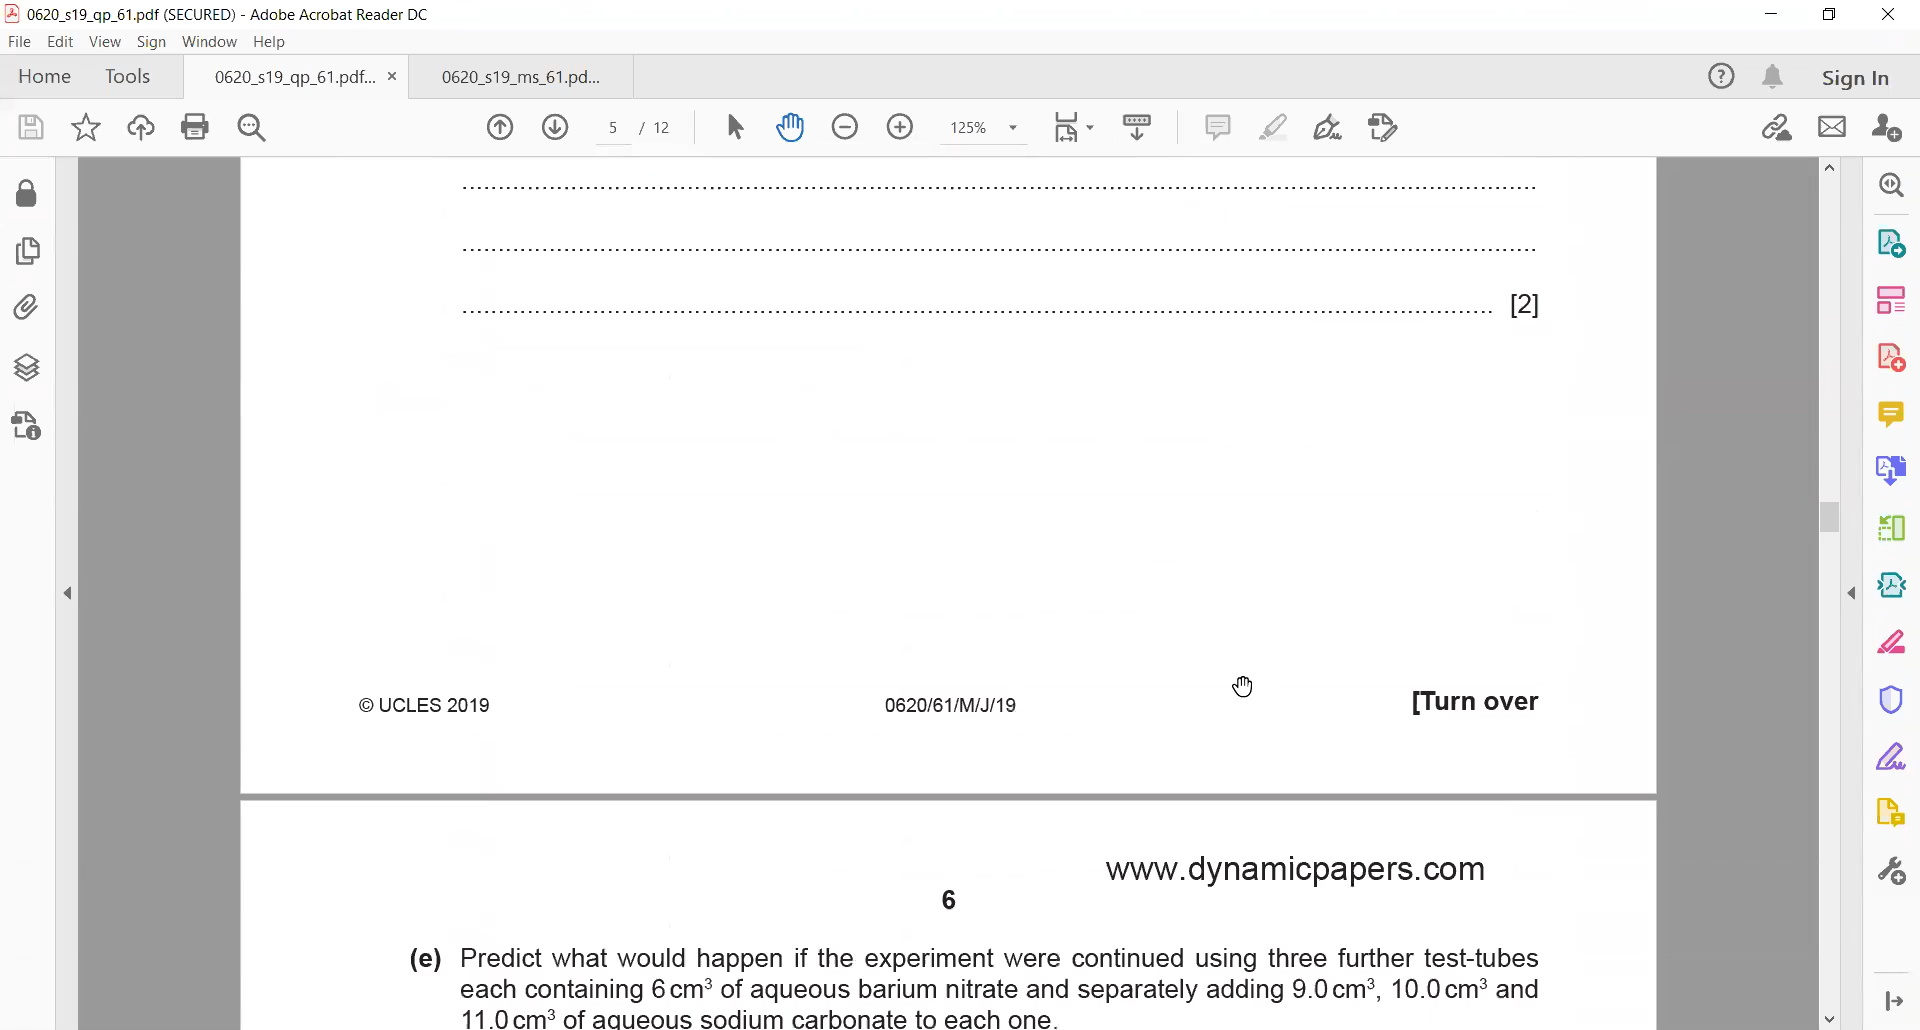 0620_s19_qp_61.pdf (SECURED) - Adobe Acrobat Reader DC
File Edit View Sign Window Help
Home Tools 0620_s19_qp_61.pdf... × 0620_s19_ms_61.pd... Sign In
5 / 12 125%
[2]
© UCLES 2019 0620/61/M/J/19 [Turn over
www.dynamicpapers.com
6
(e) Predict what would happen if the experiment were continued using three further test-tubes
each containing 6 cm³ of aqueous barium nitrate and separately adding 9.0 cm³, 10.0 cm³ and
11.0 cm³ of aqueous sodium carbonate to each one.